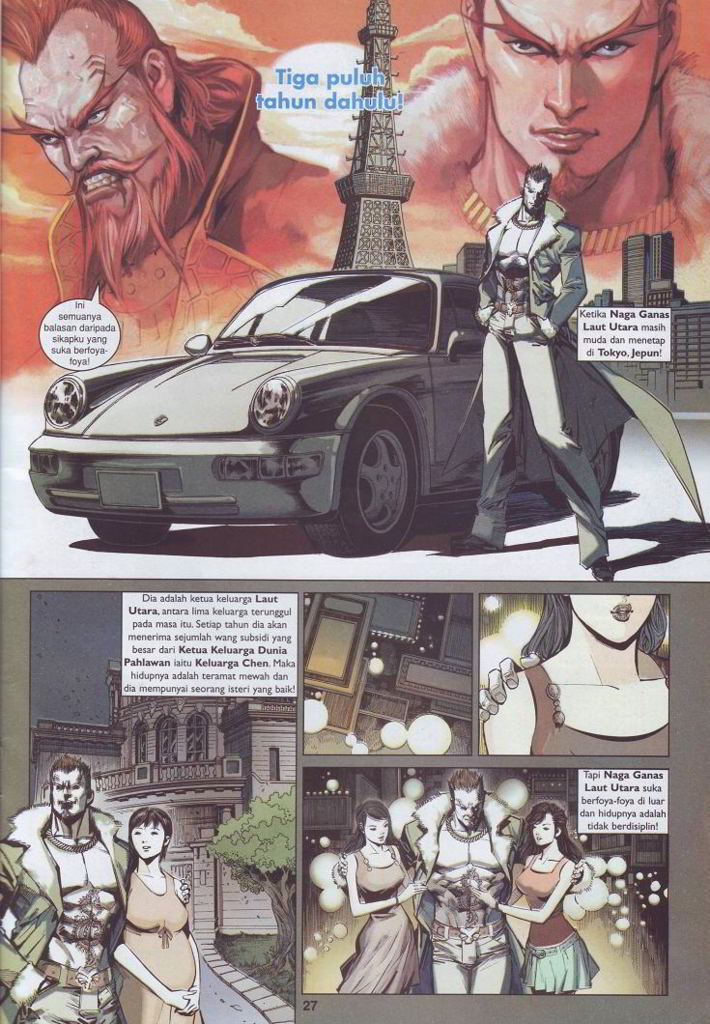 Tiga puluh
tahun dahulu!
Ini
semuanya
balasan daripada
sikapku yang
suka berfoya-
foya!
Ketika Naga Ganas
Laut Utara masih
muda dan menetap
di Tokyo, Jepun!
Dia adalah ketua keluarga Laut
Utara, antara lima keluarga terunggul
pada masa itu. Setiap tahun dia akan
menerima sejumlah wang subsidi yang
besar dari Ketua Keluarga Dunia
Pahlawan iaitu Keluarga Chen. Maka
hidupnya adalah teramat mewah dan
dia mempunyai seorang isteri yang baik!
Tapi Naga Ganas
Laut Utara suka
berfoya-foya di luar
dan hidupnya adalah
tidak berdisiplin!
27